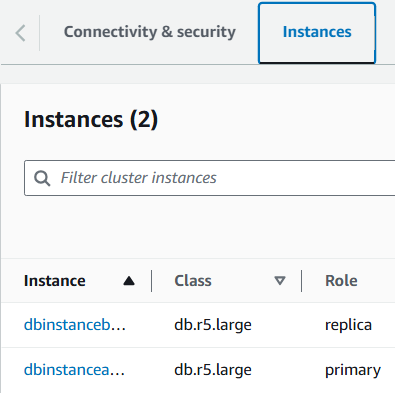 Connectivity & security Instances
Instances (2)
Filter cluster instances
Instance Class Role
dbinstanceb... db.r5.large replica
dbinstancea... db.r5.large primary